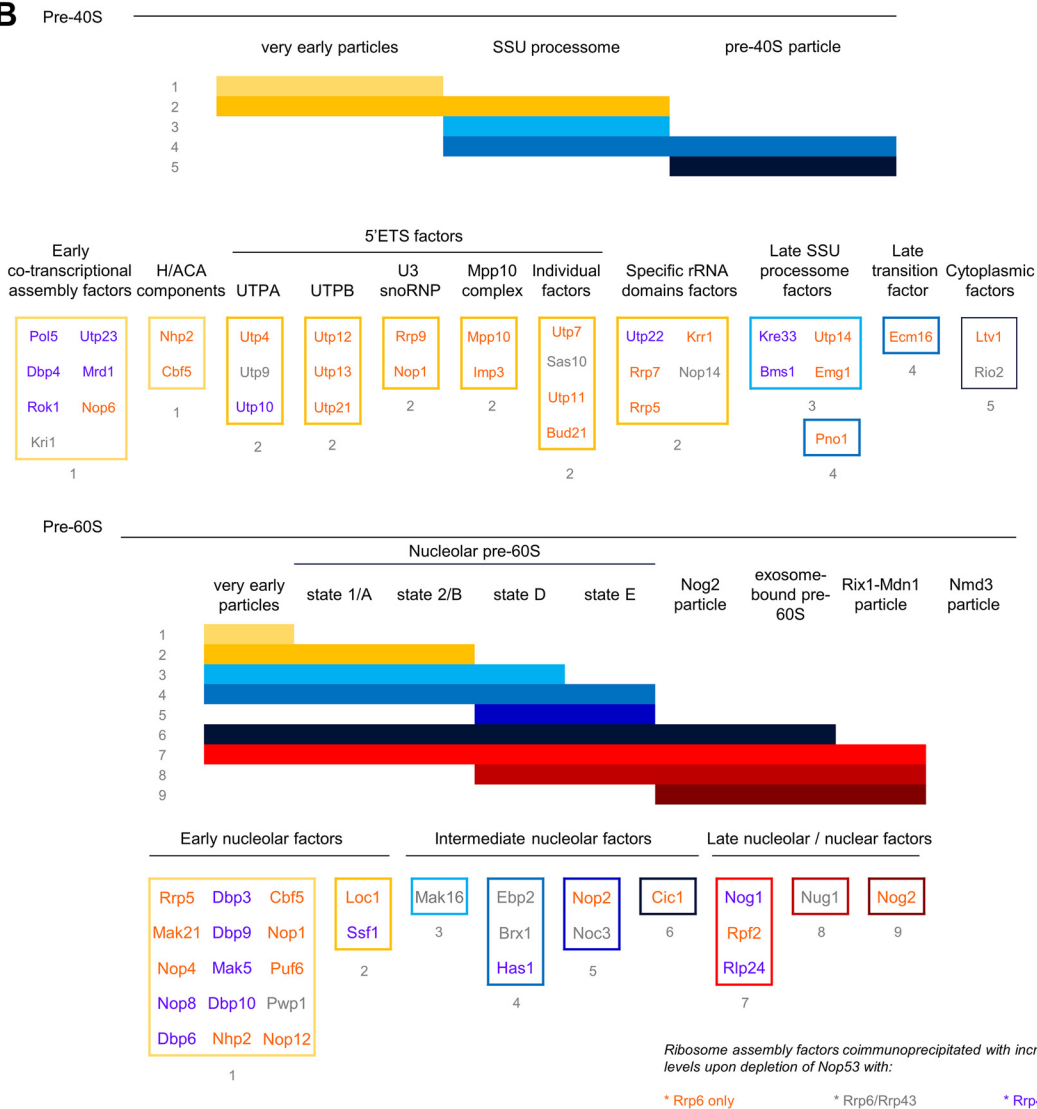 B
Pre-40S
very early particles SSU processome pre-40S particle
1
2
3
4
5
5’ETS factors
Early
co-transcriptional
assembly factors
H/ACA
components
UTPA
UTPB
U3
snoRNP
Mpp10
complex
Individual
factors
Specific rRNA
domains factors
Late SSU
processome
factors
Late
transition
factor
Cytoplasmic
factors
Pol5 Utp23
Dbp4 Mrd1
Rok1 Nop6
Kri1
1
Nhp2
Cbf5
1
Utp4
Utp9
Utp10
2
Utp12
Utp13
Utp21
2
Rrp9
Nop1
2
Mpp10
Imp3
2
Utp7
Sas10
Utp11
Bud21
2
Utp22 Krr1
Rrp7 Nop14
Rrp5
2
Kre33 Utp14
Bms1 Emg1
3
Pno1
4
Ecm16
4
Ltv1
Rio2
5
Pre-60S
Nucleolar pre-60S
very early
particles
state 1/A state 2/B state D state E
Nog2
particle
exosome-
bound pre-
60S
Rix1-Mdn1
particle
Nmd3
particle
1
2
3
4
5
6
7
8
9
Early nucleolar factors
Intermediate nucleolar factors
Late nucleolar / nuclear factors
Rrp5 Dbp3 Cbf5
Mak21 Dbp9 Nop1
Nop4 Mak5 Puf6
Nop8 Dbp10 Pwp1
Dbp6 Nhp2 Nop12
1
Loc1
Ssf1
2
Mak16
3
Ebp2
Brx1
Has1
4
Nop2
Noc3
5
Cic1
6
Nog1
Rpf2
Rlp24
7
Nug1
8
Nog2
9
Ribosome assembly factors coimmunoprecipitated with
levels upon depletion of Nop53 with:
* Rrp6 only * Rrp6/Rrp43 *